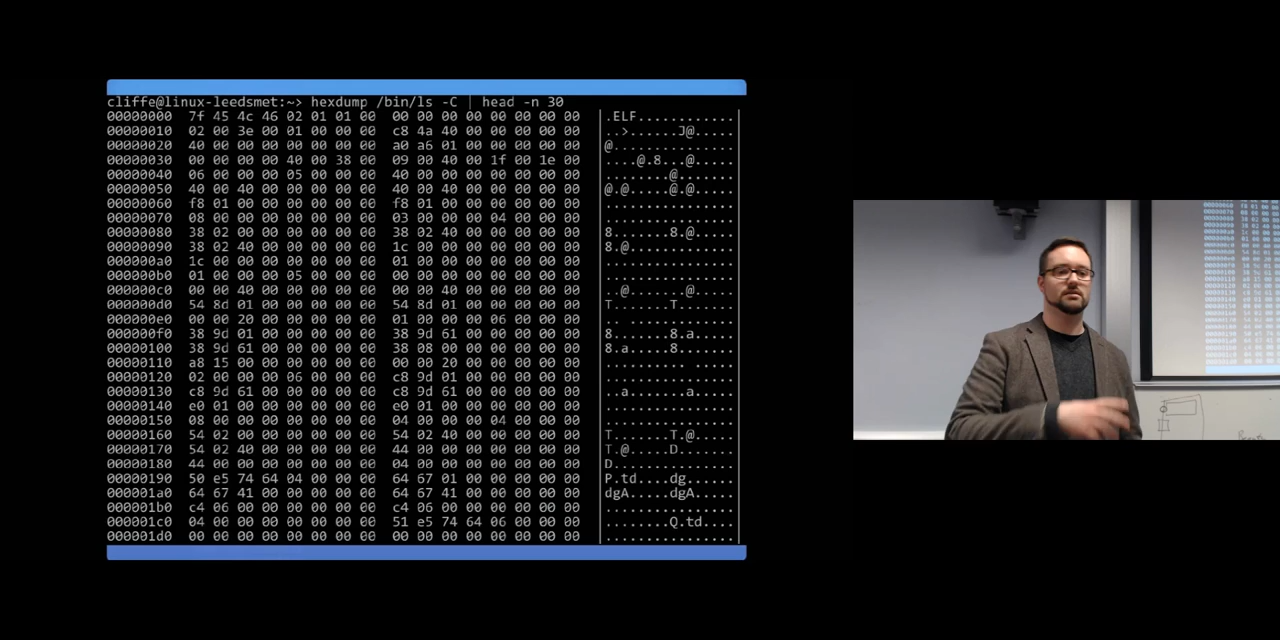 cliffe@linux-leedsmet:~> hexdump /bin/ls -C | head -n 30
00000000  7f 45 4c 46 02 01 01 00  00 00 00 00 00 00 00 00  |.ELF............|
00000010  02 00 3e 00 01 00 00 00  c8 4a 40 00 00 00 00 00  |..>......J@.....|
00000020  40 00 00 00 00 00 00 00  a0 a6 01 00 00 00 00 00  |@...............|
00000030  00 00 00 00 40 00 38 00  09 00 40 00 1f 00 1e 00  |....@.8...@.....|
00000040  06 00 00 00 05 00 00 00  40 00 00 00 00 00 00 00  |........@.......|
00000050  40 00 40 00 00 00 00 00  40 00 40 00 00 00 00 00  |@.@.....@.@.....|
00000060  f8 01 00 00 00 00 00 00  f8 01 00 00 00 00 00 00  |................|
00000070  08 00 00 00 00 00 00 00  03 00 00 00 04 00 00 00  |................|
00000080  38 02 00 00 00 00 00 00  38 02 40 00 00 00 00 00  |8.......8.@.....|
00000090  38 02 40 00 00 00 00 00  1c 00 00 00 00 00 00 00  |8.@.............|
000000a0  1c 00 00 00 00 00 00 00  01 00 00 00 00 00 00 00  |................|
000000b0  01 00 00 00 05 00 00 00  00 00 00 00 00 00 00 00  |................|
000000c0  00 00 40 00 00 00 00 00  00 00 40 00 00 00 00 00  |..@.......@.....|
000000d0  54 8d 01 00 00 00 00 00  54 8d 01 00 00 00 00 00  |T.......T.......|
000000e0  00 00 20 00 00 00 00 00  01 00 00 00 06 00 00 00  |.. .............|
000000f0  38 9d 01 00 00 00 00 00  38 9d 61 00 00 00 00 00  |8.......8.a.....|
00000100  38 9d 61 00 00 00 00 00  38 08 00 00 00 00 00 00  |8.a.....8.......|
00000110  a8 15 00 00 00 00 00 00  00 00 20 00 00 00 00 00  |.......... .....|
00000120  02 00 00 00 06 00 00 00  c8 9d 01 00 00 00 00 00  |................|
00000130  c8 9d 61 00 00 00 00 00  c8 9d 61 00 00 00 00 00  |..a.......a.....|
00000140  e0 01 00 00 00 00 00 00  e0 01 00 00 00 00 00 00  |................|
00000150  08 00 00 00 00 00 00 00  04 00 00 00 04 00 00 00  |................|
00000160  54 02 00 00 00 00 00 00  54 02 40 00 00 00 00 00  |T.......T.@.....|
00000170  54 02 40 00 00 00 00 00  44 00 00 00 00 00 00 00  |T.@.....D.......|
00000180  44 00 00 00 00 00 00 00  04 00 00 00 00 00 00 00  |D...............|
00000190  50 e5 74 64 04 00 00 00  64 67 01 00 00 00 00 00  |P.td....dg......|
000001a0  64 67 41 00 00 00 00 00  64 67 41 00 00 00 00 00  |dgA.....dgA.....|
000001b0  c4 06 00 00 00 00 00 00  c4 06 00 00 00 00 00 00  |................|
000001c0  04 00 00 00 00 00 00 00  51 e5 74 64 06 00 00 00  |........Q.td....|
000001d0  00 00 00 00 00 00 00 00  00 00 00 00 00 00 00 00  |................|